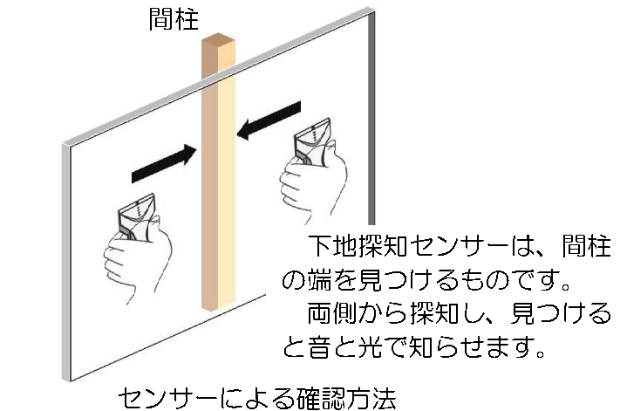 間柱
　下地探知センサーは、間柱
の端を見つけるものです。
　両側から探知し、見つける
と音と光で知らせます。
センサーによる確認方法